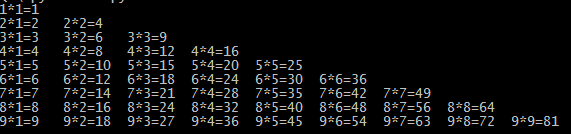 1*1=1
2*1=2 2*2=4
3*1=3 3*2=6 3*3=9
4*1=4 4*2=8 4*3=12 4*4=16
5*1=5 5*2=10 5*3=15 5*4=20 5*5=25
6*1=6 6*2=12 6*3=18 6*4=24 6*5=30 6*6=36
7*1=7 7*2=14 7*3=21 7*4=28 7*5=35 7*6=42 7*7=49
8*1=8 8*2=16 8*3=24 8*4=32 8*5=40 8*6=48 8*7=56 8*8=64
9*1=9 9*2=18 9*3=27 9*4=36 9*5=45 9*6=54 9*7=63 9*8=72 9*9=81